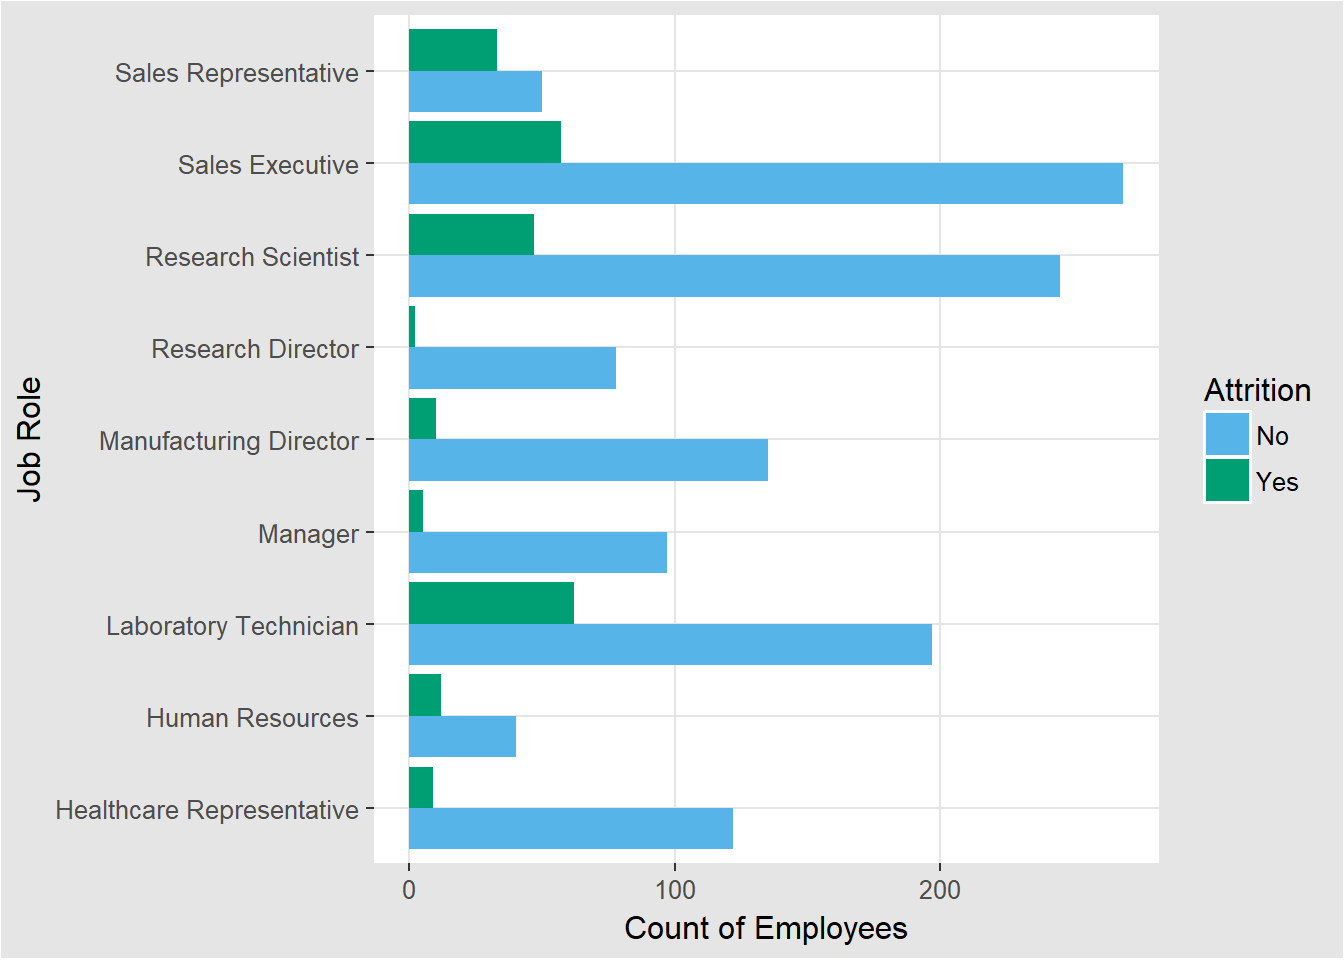 Sales Representative
Sales Executive
Research Scientist
Research Director
Manufacturing Director
Manager
Laboratory Technician
Human Resources
Healthcare Representative
Job Role
0 100 200
Count of Employees
Attrition
No
Yes